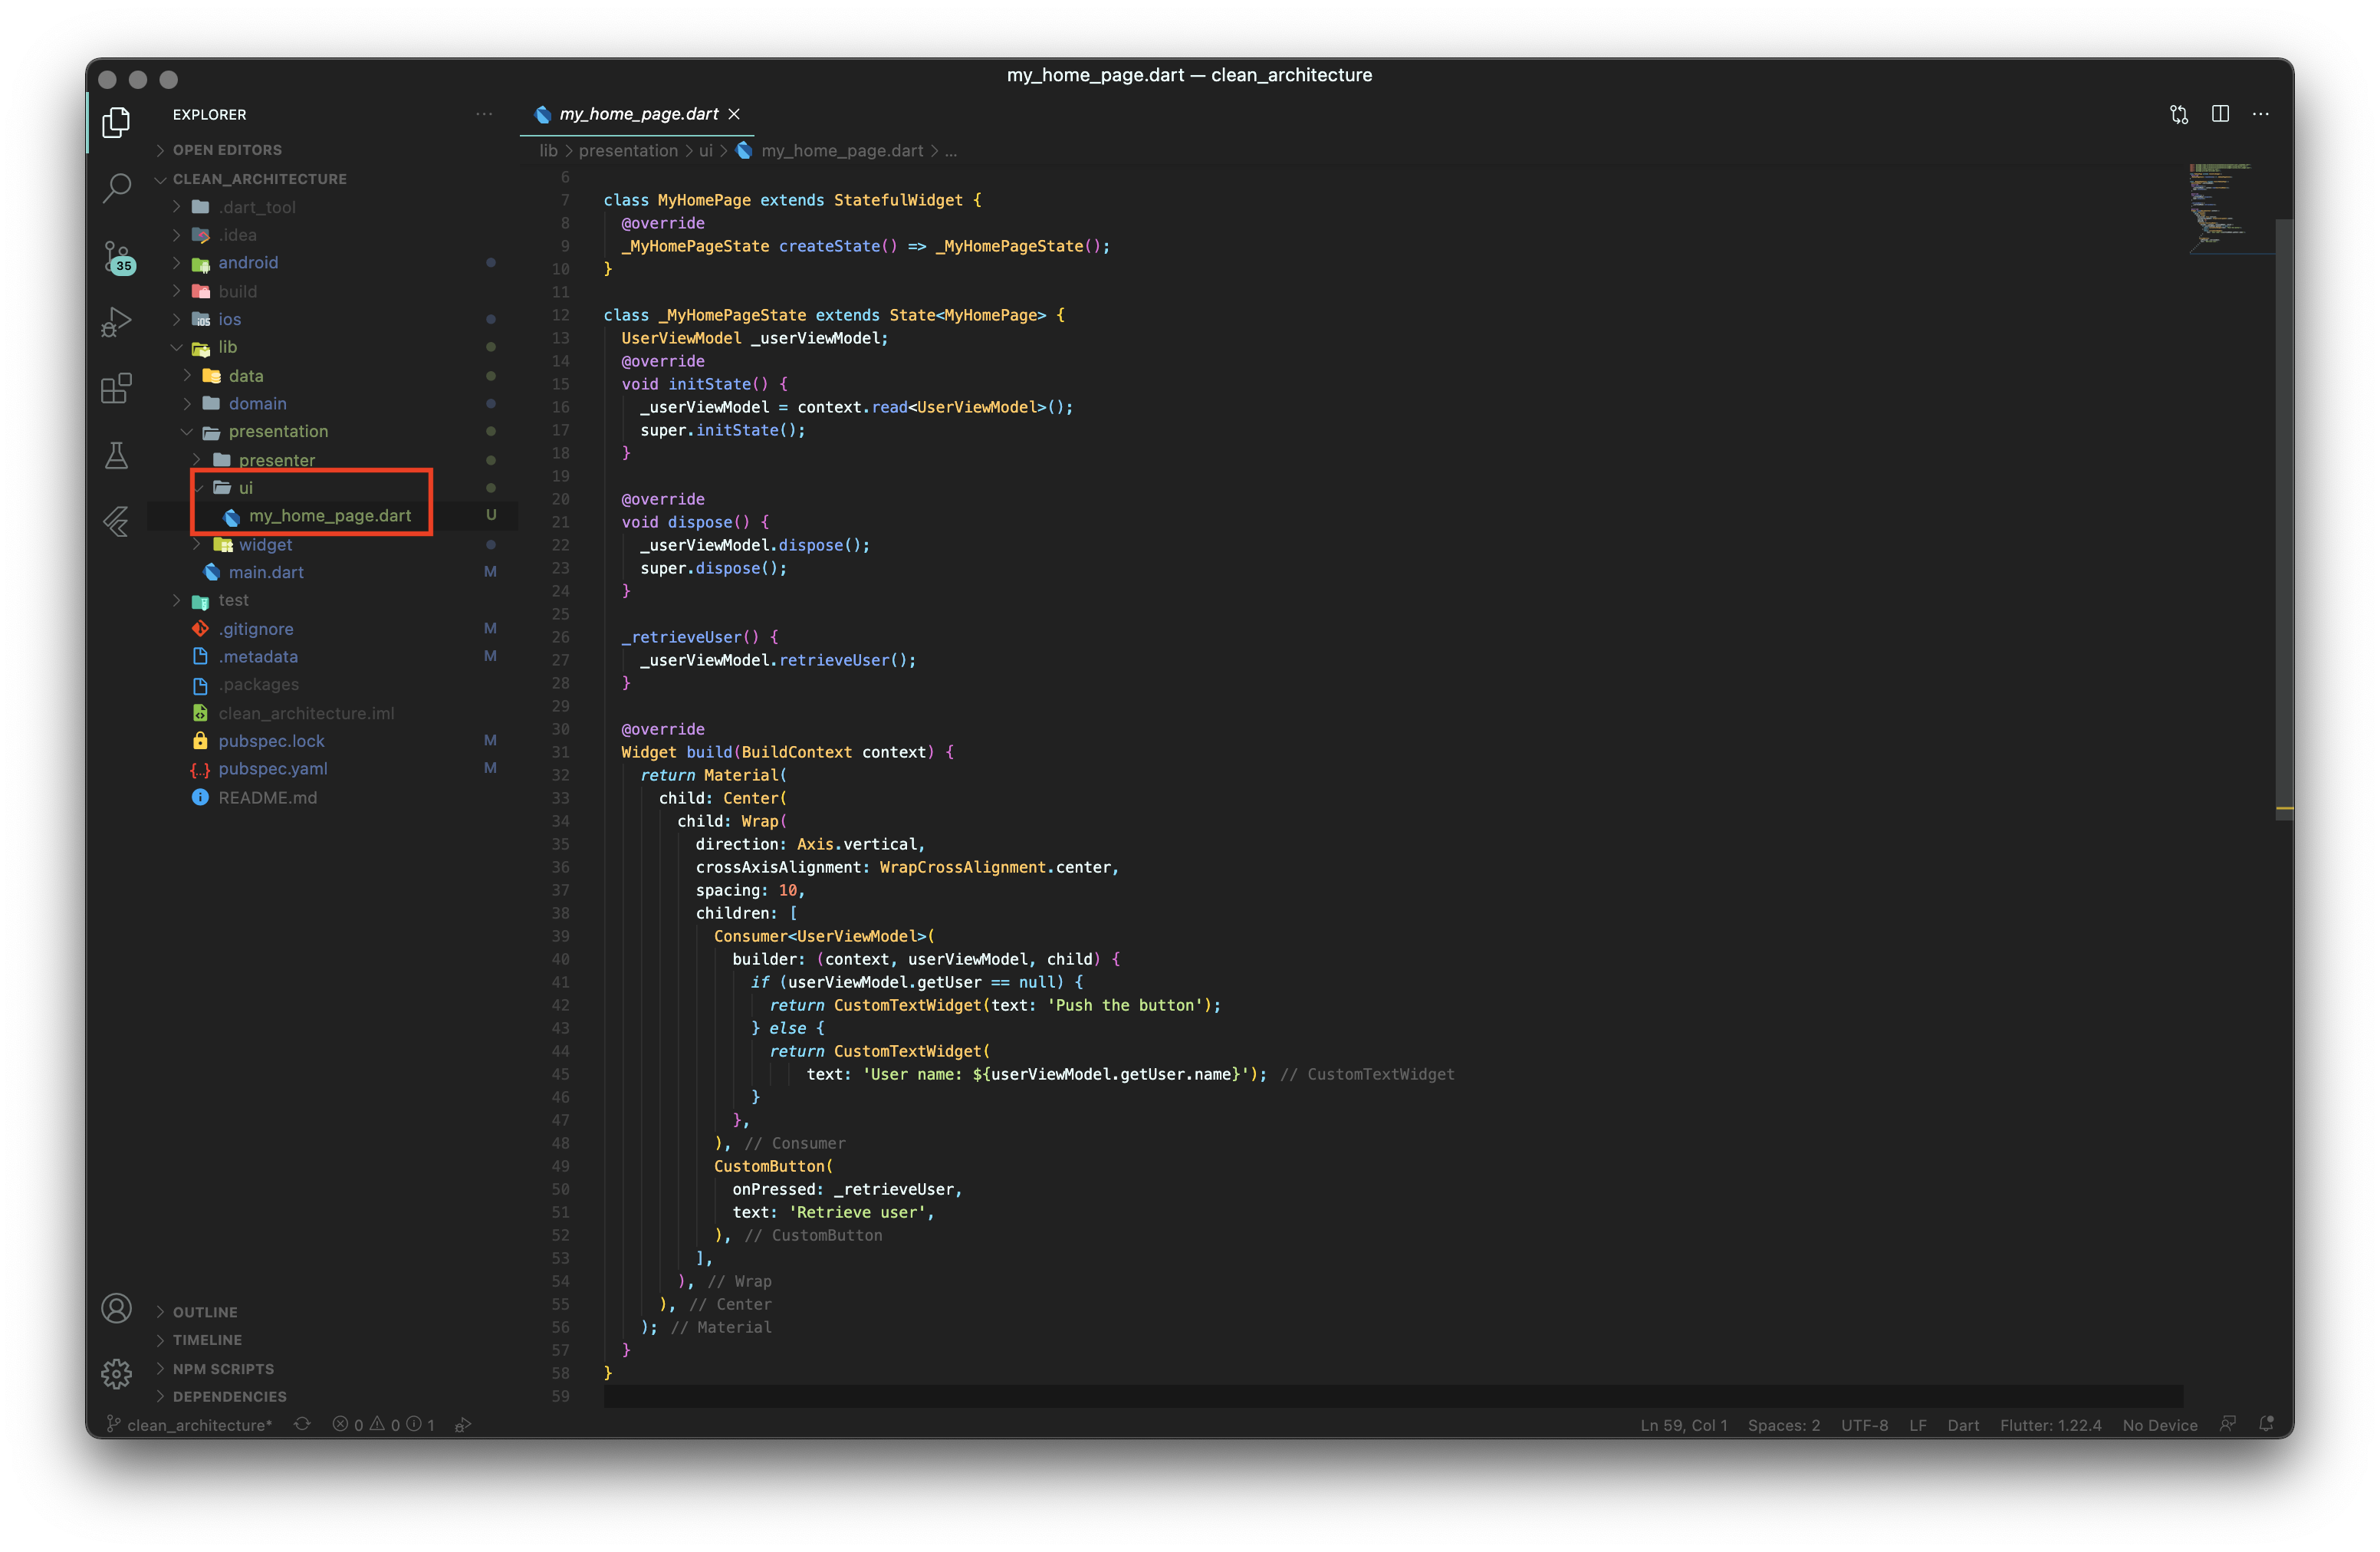 my_home_page.dart — clean_architecture
EXPLORER
OPEN EDITORS
CLEAN_ARCHITECTURE
.dart_tool
.idea
android
build
ios
lib
data
domain
presentation
presenter
ui
my_home_page.dart U
widget
main.dart M
test
.gitignore M
.metadata M
.packages
clean_architecture.iml
pubspec.lock M
pubspec.yaml M
README.md
OUTLINE
TIMELINE
NPM SCRIPTS
DEPENDENCIES
35
my_home_page.dart
lib > presentation > ui > my_home_page.dart > ...
6
7 class MyHomePage extends StatefulWidget {
8   @override
9   _MyHomePageState createState() => _MyHomePageState();
10 }
11
12 class _MyHomePageState extends State<MyHomePage> {
13   UserViewModel _userViewModel;
14   @override
15   void initState() {
16     _userViewModel = context.read<UserViewModel>();
17     super.initState();
18   }
19
20   @override
21   void dispose() {
22     _userViewModel.dispose();
23     super.dispose();
24   }
25
26   _retrieveUser() {
27     _userViewModel.retrieveUser();
28   }
29
30   @override
31   Widget build(BuildContext context) {
32     return Material(
33       child: Center(
34         child: Wrap(
35           direction: Axis.vertical,
36           crossAxisAlignment: WrapCrossAlignment.center,
37           spacing: 10,
38           children: [
39             Consumer<UserViewModel>(
40               builder: (context, userViewModel, child) {
41                 if (userViewModel.getUser == null) {
42                   return CustomTextWidget(text: 'Push the button');
43                 } else {
44                   return CustomTextWidget(
45                       text: 'User name: ${userViewModel.getUser.name}'); // CustomTextWidget
46                 }
47               },
48             ), // Consumer
49             CustomButton(
50               onPressed: _retrieveUser,
51               text: 'Retrieve user',
52             ), // CustomButton
53           ],
54         ), // Wrap
55       ), // Center
56     ); // Material
57   }
58 }
59
clean_architecture* 0 0 1 Ln 59, Col 1 Spaces: 2 UTF-8 LF Dart Flutter: 1.22.4 No Device